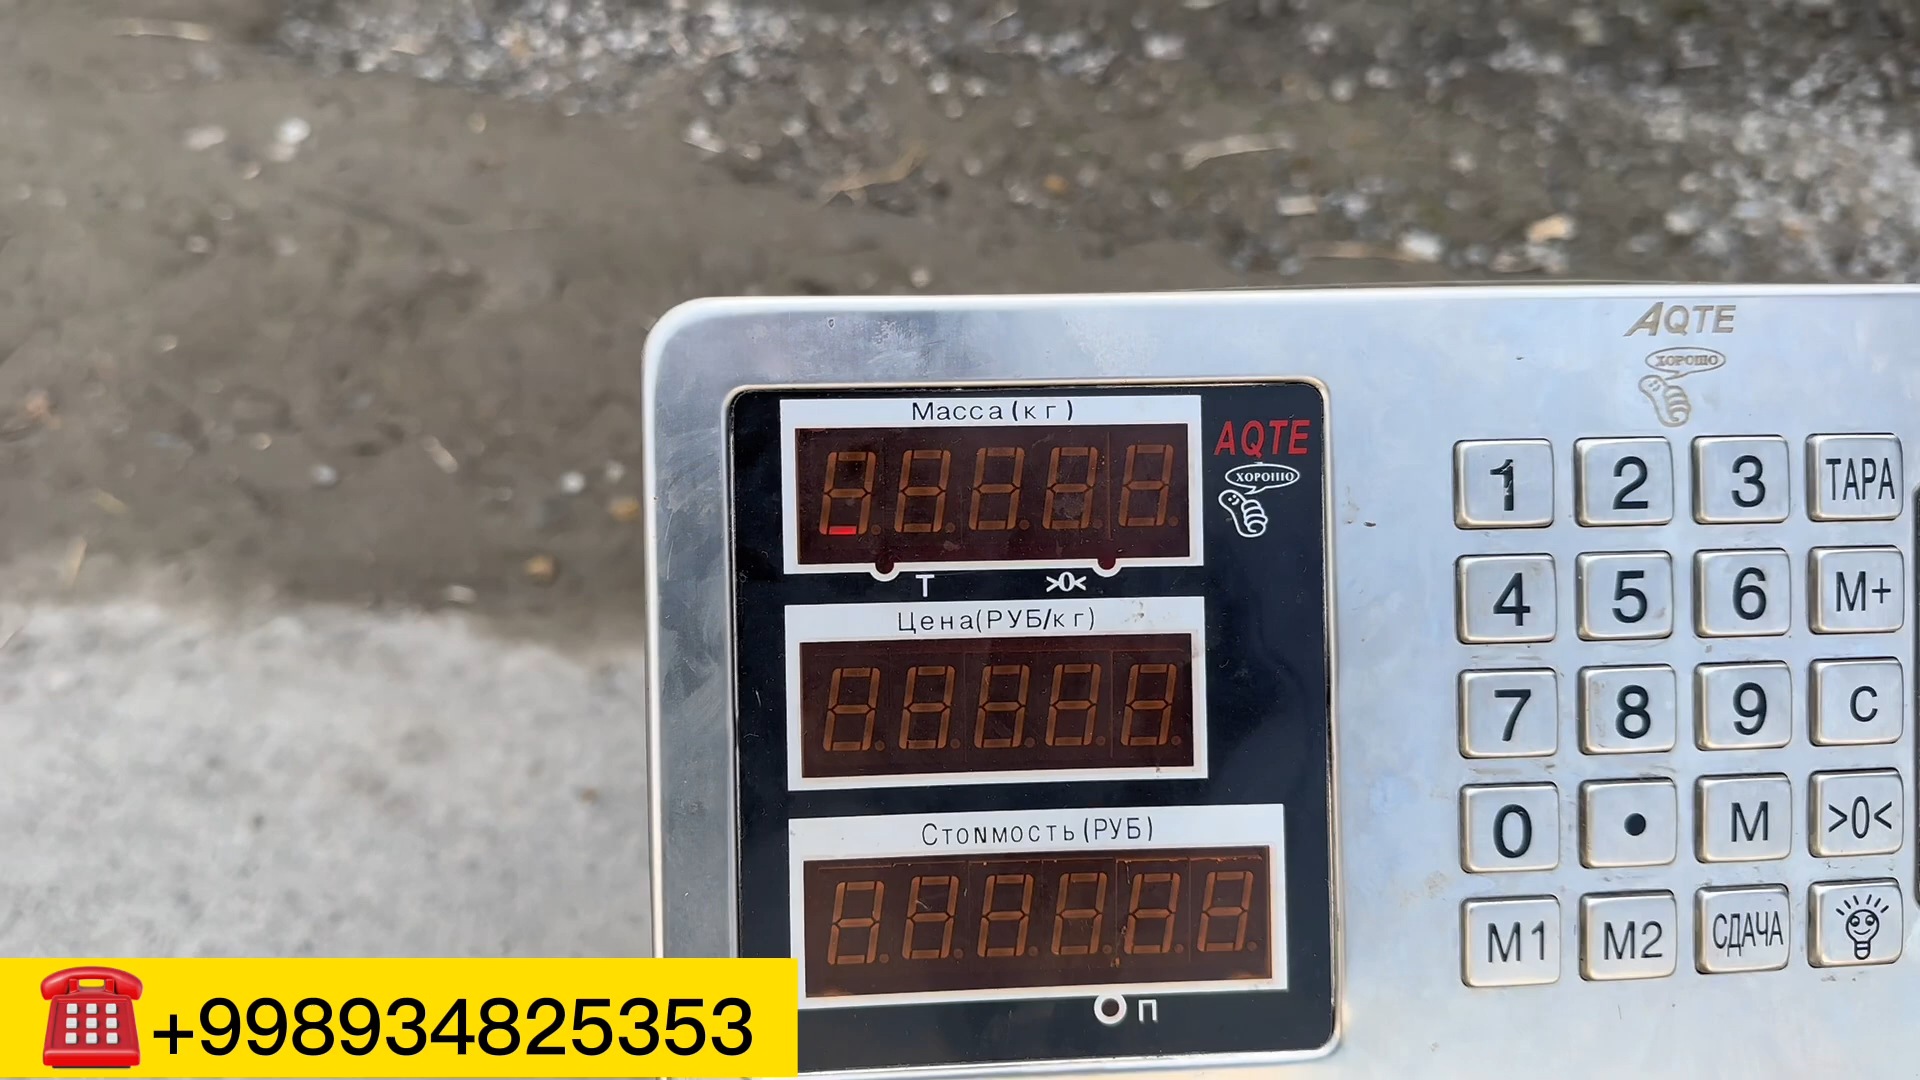 AQTE
ХОРОШО
Масса(кг)
AQTE
ХОРОШО
T >0<
Цена(РУБ/кг)
Стоимость(РУБ)
П
1 2 3 ТАРА
4 5 6 M+
7 8 9 C
0 • M >0<
M1 M2 СДАЧА
+998934825353